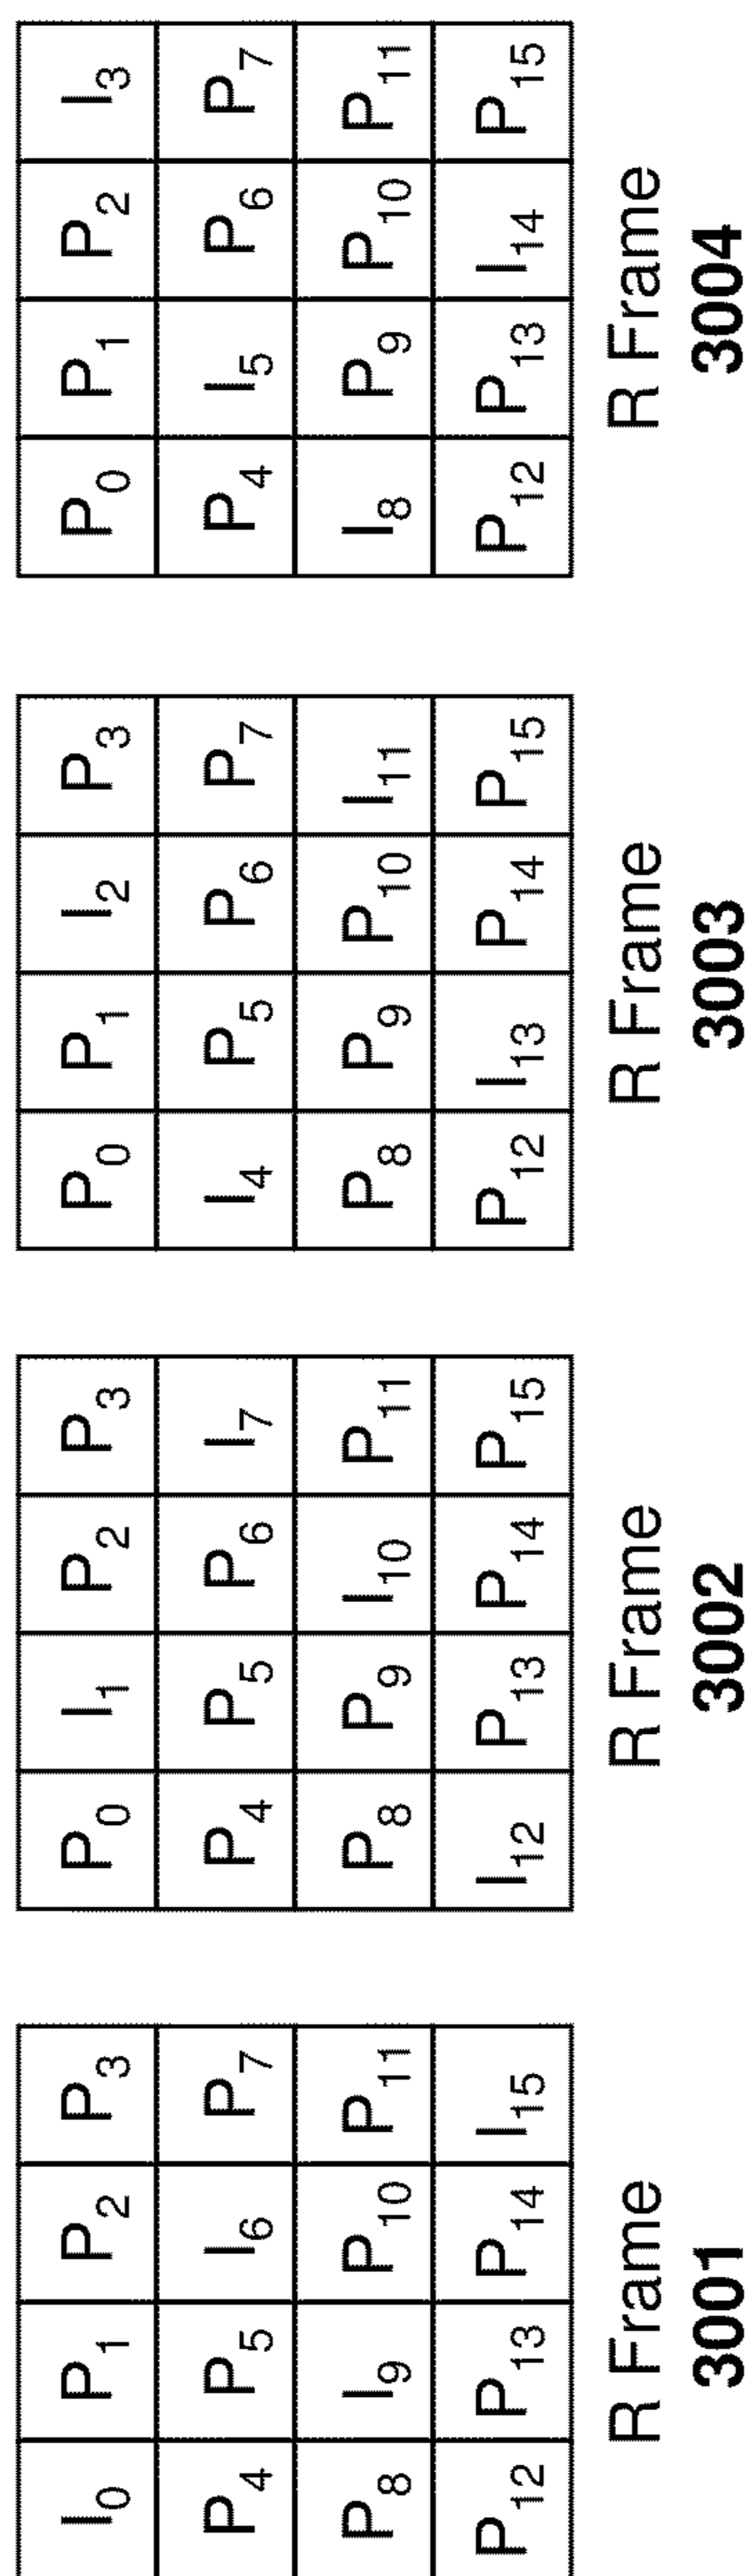 I0 P1 P2 P3
P4 P5 I6 P7
P8 I9 P10 P11
P12 P13 P14 I15
R Frame
3001
P0 I1 P2 P3
P4 P5 P6 I7
P8 P9 I10 P11
I12 P13 P14 P15
R Frame
3002
P0 P1 I2 P3
I4 P5 P6 P7
P8 P9 P10 I11
P12 I13 P14 P15
R Frame
3003
P0 P1 P2 I3
P4 I5 P6 P7
I8 P9 P10 P11
P12 P13 I14 P15
R Frame
3004